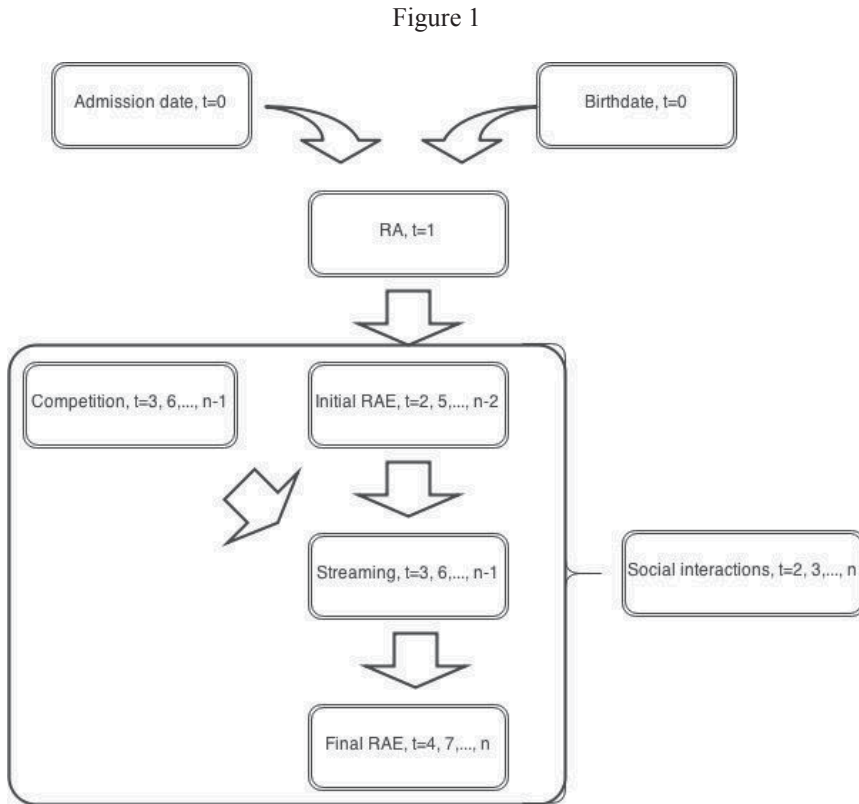 Figure 1
Admission date, t=0
Birthdate, t=0
RA, t=1
Competition, t=3, 6,..., n-1
Initial RAE, t=2, 5,..., n-2
Streaming, t=3, 6,..., n-1
Social interactions, t=2, 3,..., n
Final RAE, t=4, 7,..., n